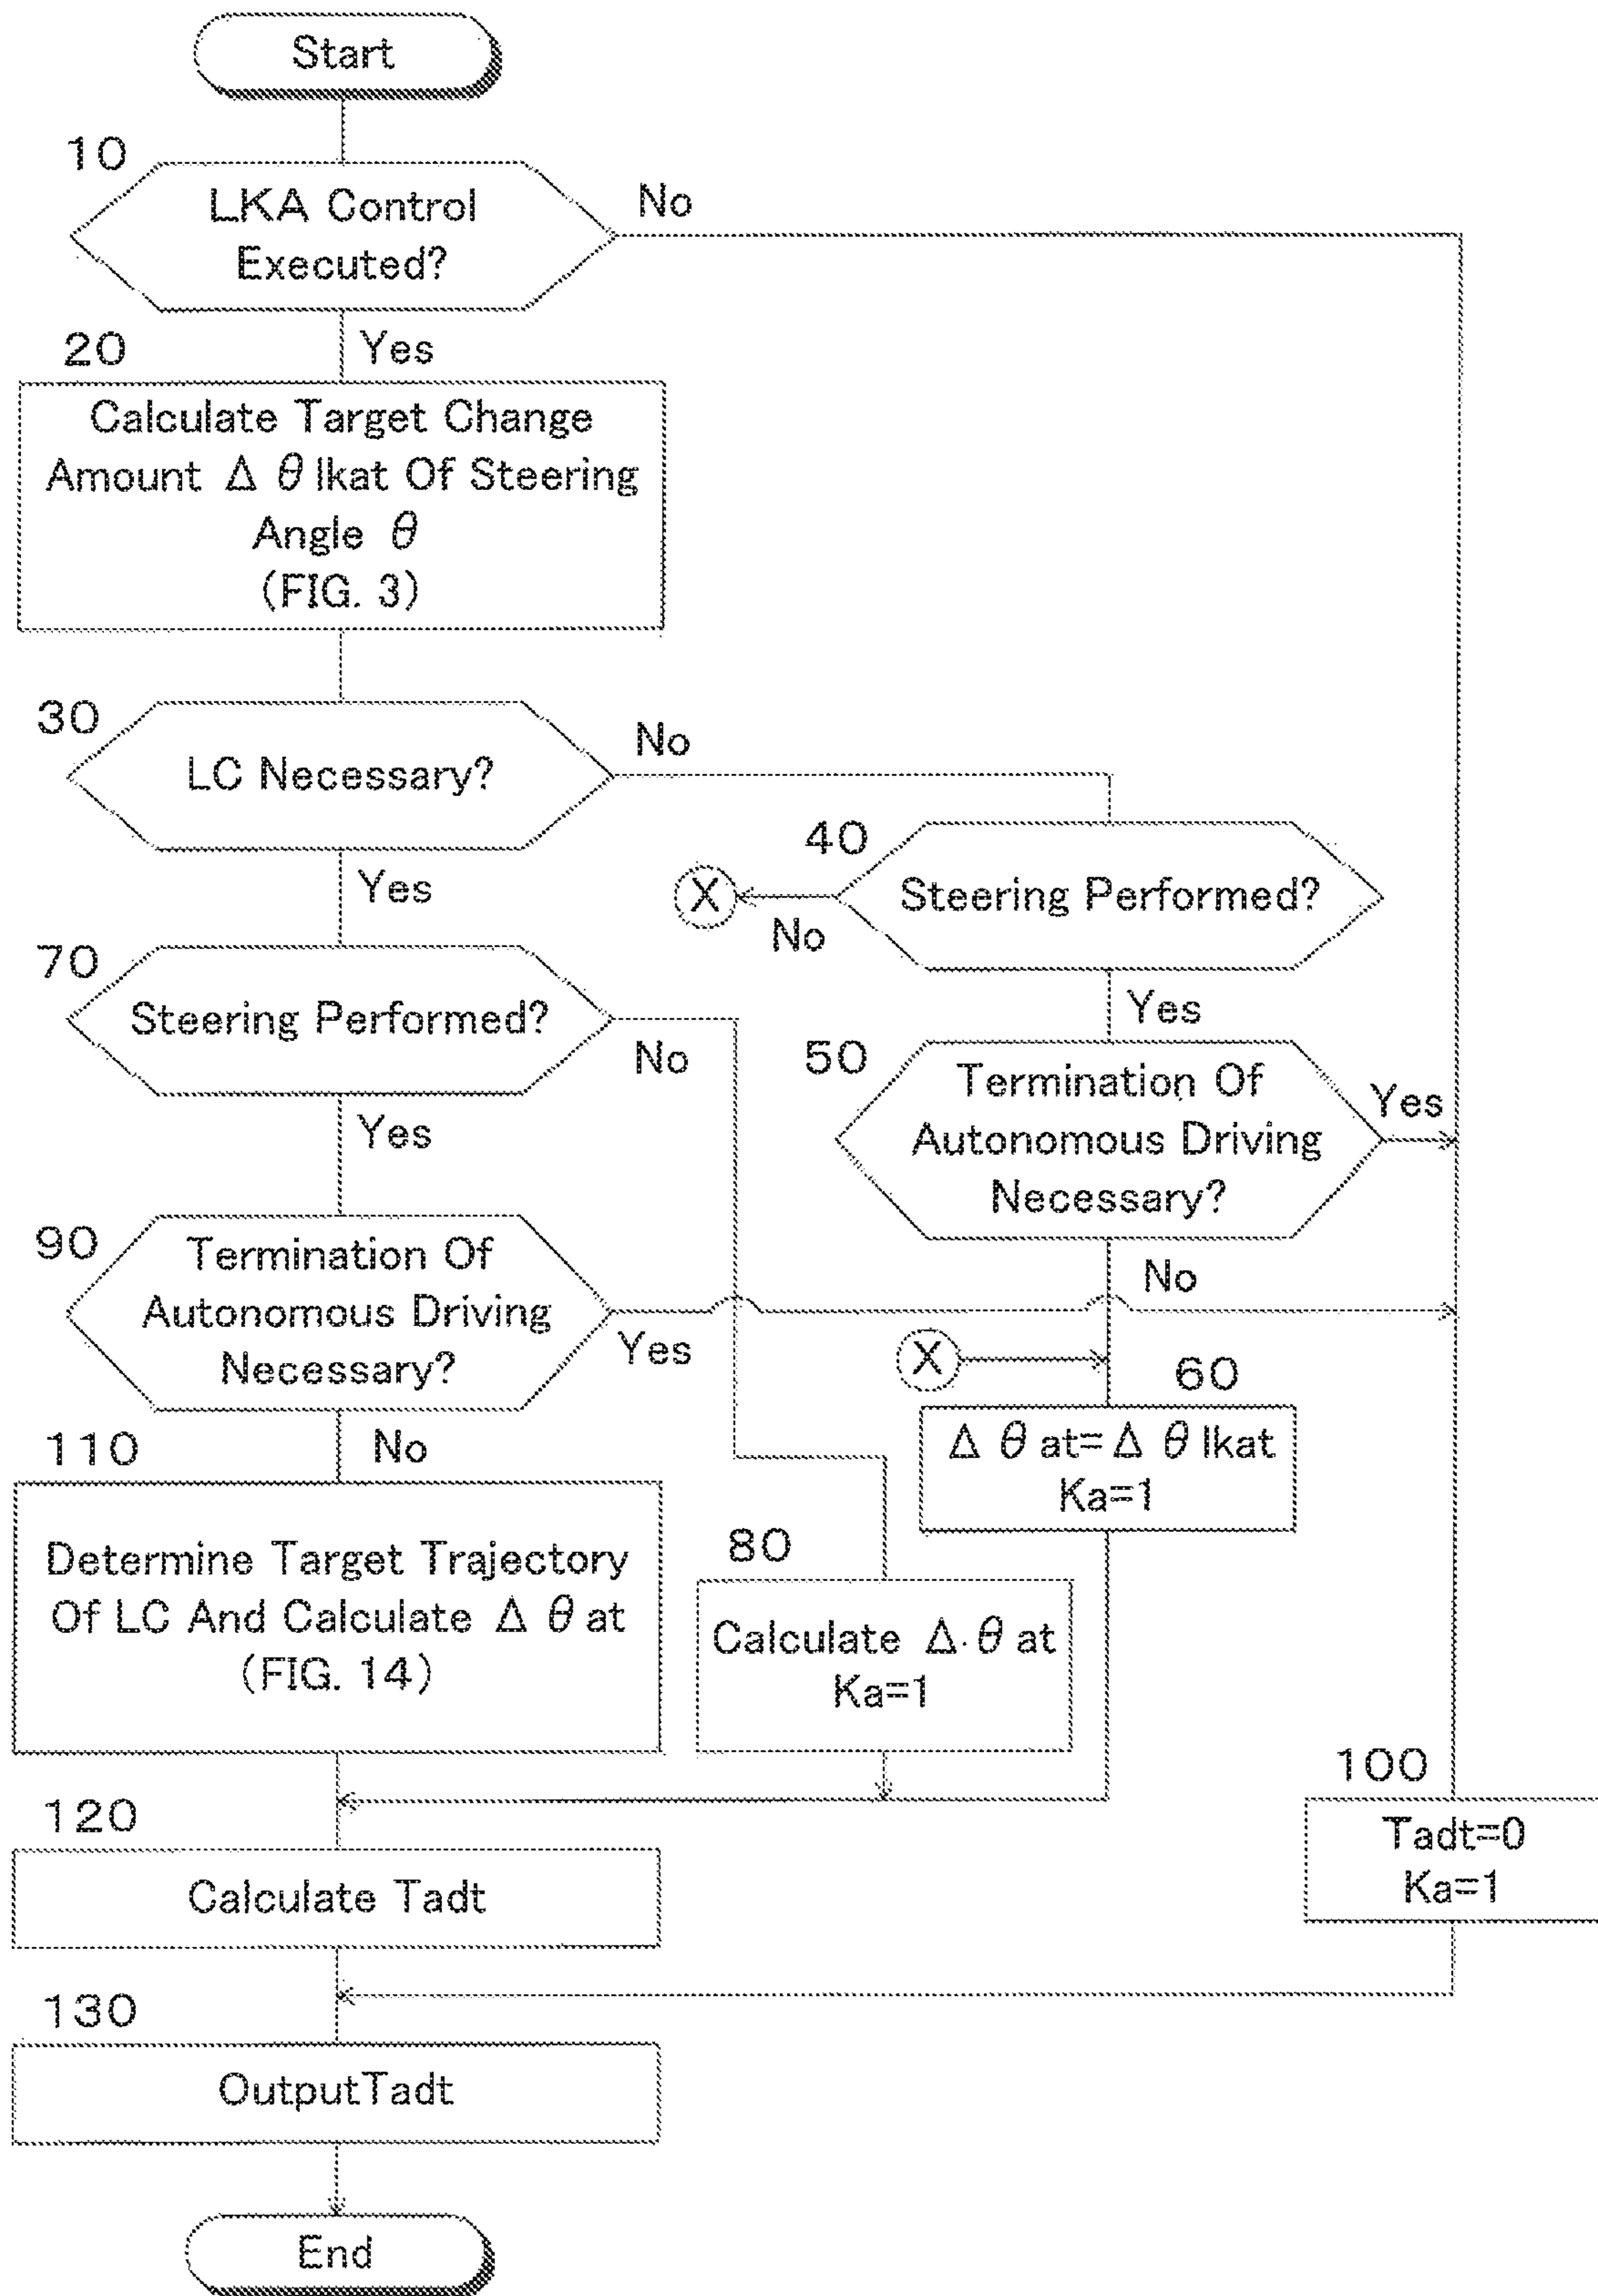 Start
10
LKA Control
Executed?
No
Yes
20
Calculate Target Change
Amount Δ θ lkat Of Steering
Angle θ
(FIG. 3)
30
LC Necessary?
No
Yes
40
Steering Performed?
X
No
Yes
70
Steering Performed?
No
Yes
50
Termination Of
Autonomous Driving
Necessary?
Yes
No
90
Termination Of
Autonomous Driving
Necessary?
Yes
No
X
60
Δ θ at= Δ θ lkat
Ka=1
110
Determine Target Trajectory
Of LC And Calculate Δ θ at
(FIG. 14)
80
Calculate Δ θ at
Ka=1
100
Tadt=0
Ka=1
120
Calculate Tadt
130
OutputTadt
End